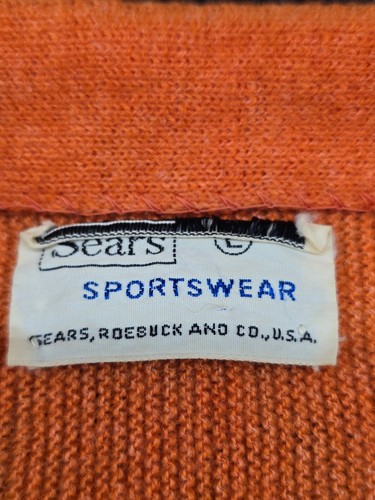 Sears L
SPORTSWEAR
SEARS, ROEBUCK AND CO., U.S.A.